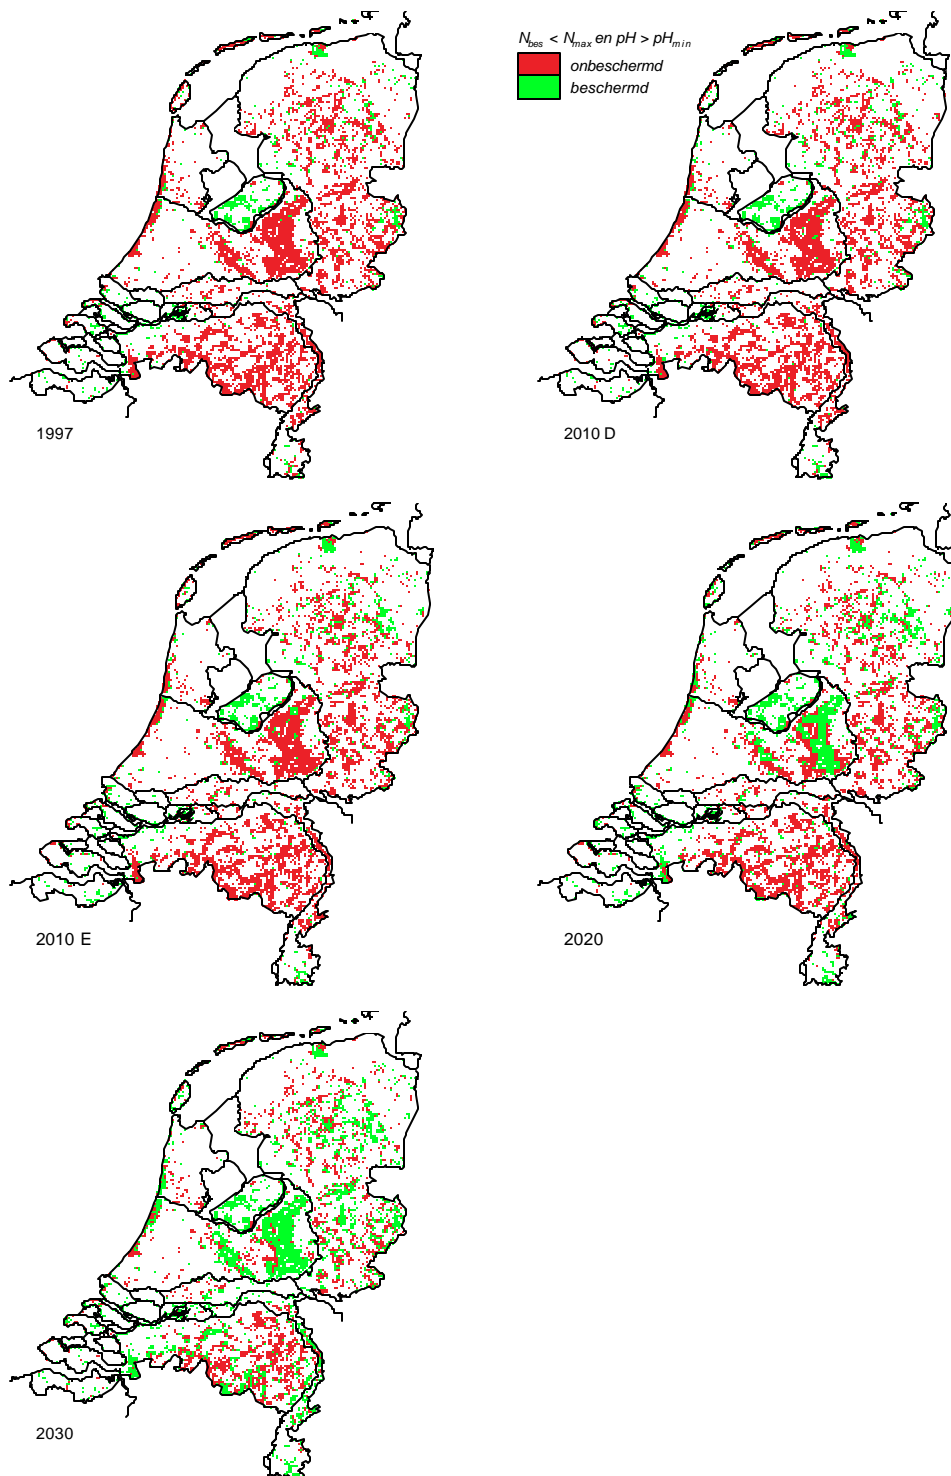 N_bes < N_max en pH > pH_min
onbeschermd
beschermd
1997
2010 D
2010 E
2020
2030